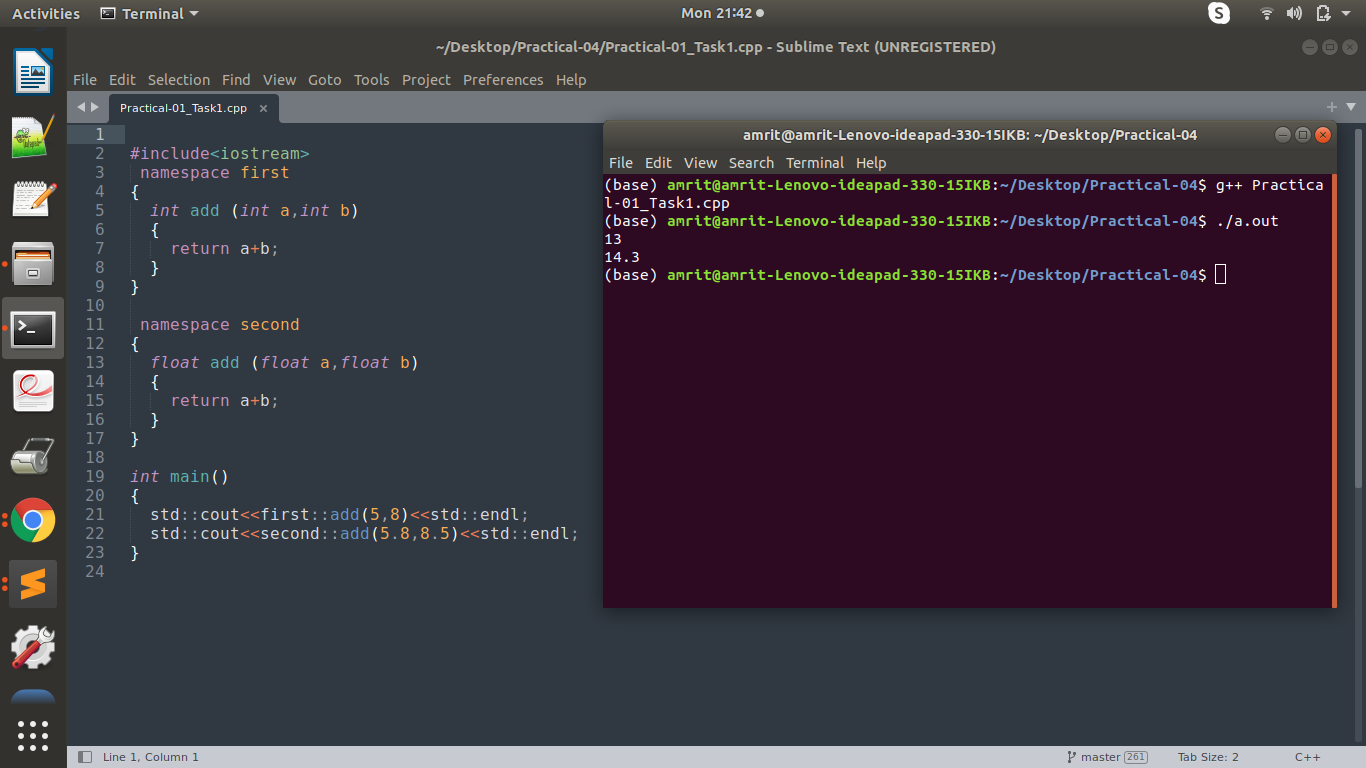 Activities Terminal Mon 21:42
~/Desktop/Practical-04/Practical-01_Task1.cpp - Sublime Text (UNREGISTERED)
File Edit Selection Find View Goto Tools Project Preferences Help
Practical-01_Task1.cpp ×
1
2 #include<iostream>
3  namespace first
4 {
5   int add (int a,int b)
6   {
7     return a+b;
8   }
9 }
10
11  namespace second
12 {
13   float add (float a,float b)
14   {
15     return a+b;
16   }
17 }
18
19 int main()
20 {
21   std::cout<<first::add(5,8)<<std::endl;
22   std::cout<<second::add(5.8,8.5)<<std::endl;
23 }
24
amrit@amrit-Lenovo-ideapad-330-15IKB: ~/Desktop/Practical-04
File Edit View Search Terminal Help
(base) amrit@amrit-Lenovo-ideapad-330-15IKB:~/Desktop/Practical-04$ g++ Practica
l-01_Task1.cpp
(base) amrit@amrit-Lenovo-ideapad-330-15IKB:~/Desktop/Practical-04$ ./a.out
13
14.3
(base) amrit@amrit-Lenovo-ideapad-330-15IKB:~/Desktop/Practical-04$
Line 1, Column 1 master 261 Tab Size: 2 C++